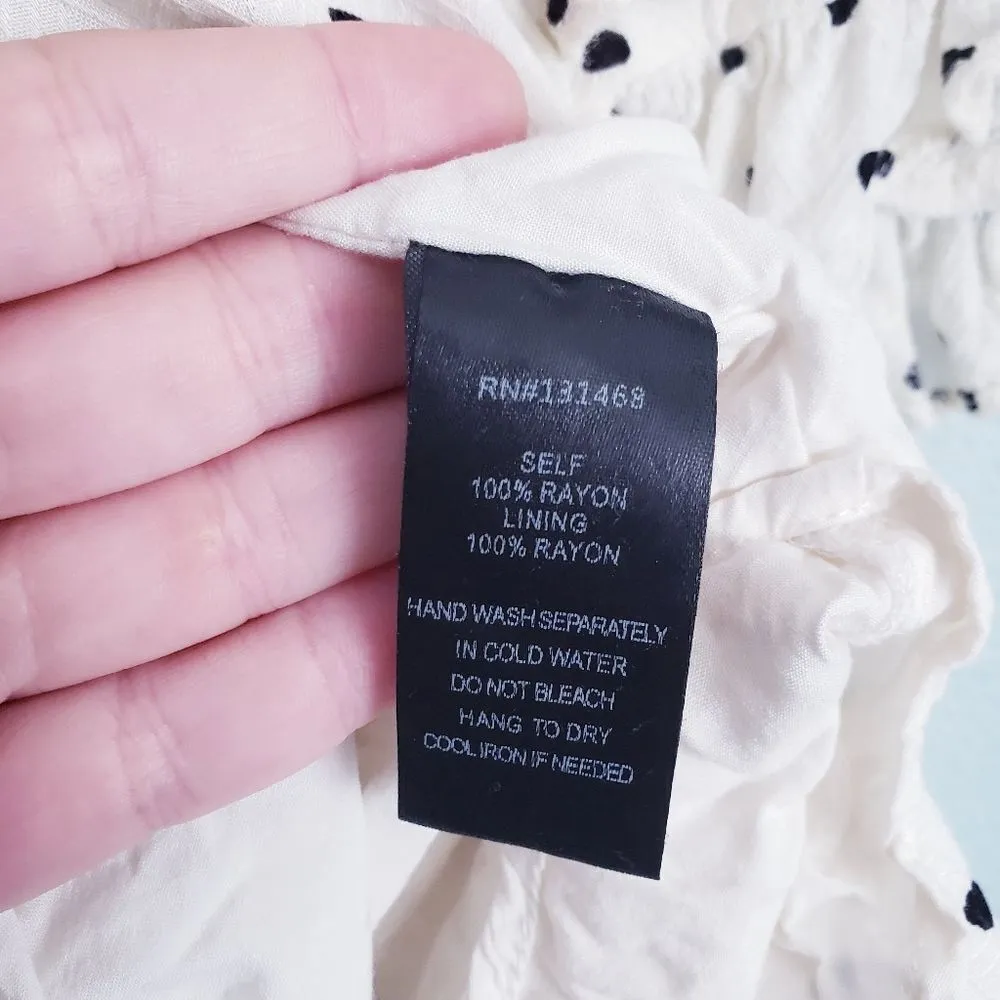 RN#131468
SELF
100% RAYON
LINING
100% RAYON
HAND WASH SEPARATELY
IN COLD WATER
DO NOT BLEACH
HANG TO DRY
COOL IRON IF NEEDED